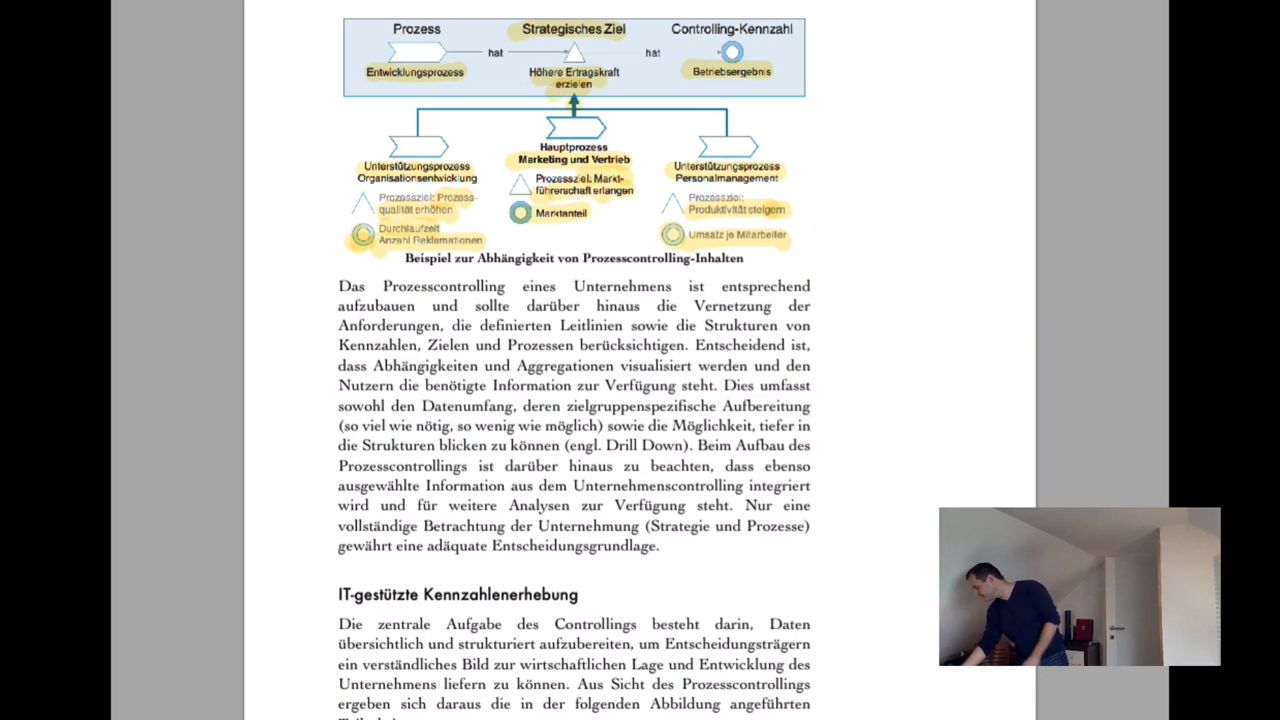 Prozess Strategisches Ziel Controlling-Kennzahl
hat hat
Entwicklungsprozess Höhere Ertragskraft Betriebsergebnis
erzielen
Hauptprozess
Marketing und Vertrieb
Unterstützungsprozess Unterstützungsprozess
Organisationsentwicklung Prozessziel: Markt- Personalmanagement
führerschaft erlangen
Prozessziel: Prozess- Prozessziel:
qualität erhöhen Marktanteil Produktivität steigern
Durchlaufzeit Umsatz je Mitarbeiter
Anzahl Reklamationen
Beispiel zur Abhängigkeit von Prozesscontrolling-Inhalten
Das Prozesscontrolling eines Unternehmens ist entsprechend
aufzubauen und sollte darüber hinaus die Vernetzung der
Anforderungen, die definierten Leitlinien sowie die Strukturen von
Kennzahlen, Zielen und Prozessen berücksichtigen. Entscheidend ist,
dass Abhängigkeiten und Aggregationen visualisiert werden und den
Nutzern die benötigte Information zur Verfügung steht. Dies umfasst
sowohl den Datenumfang, deren zielgruppenspezifische Aufbereitung
(so viel wie nötig, so wenig wie möglich) sowie die Möglichkeit, tiefer in
die Strukturen blicken zu können (engl. Drill Down). Beim Aufbau des
Prozesscontrollings ist darüber hinaus zu beachten, dass ebenso
ausgewählte Information aus dem Unternehmenscontrolling integriert
wird und für weitere Analysen zur Verfügung steht. Nur eine
vollständige Betrachtung der Unternehmung (Strategie und Prozesse)
gewährt eine adäquate Entscheidungsgrundlage.
IT-gestützte Kennzahlenerhebung
Die zentrale Aufgabe des Controllings besteht darin, Daten
übersichtlich und strukturiert aufzubereiten, um Entscheidungsträgern
ein verständliches Bild zur wirtschaftlichen Lage und Entwicklung des
Unternehmens liefern zu können. Aus Sicht des Prozesscontrollings
ergeben sich daraus die in der folgenden Abbildung angeführten